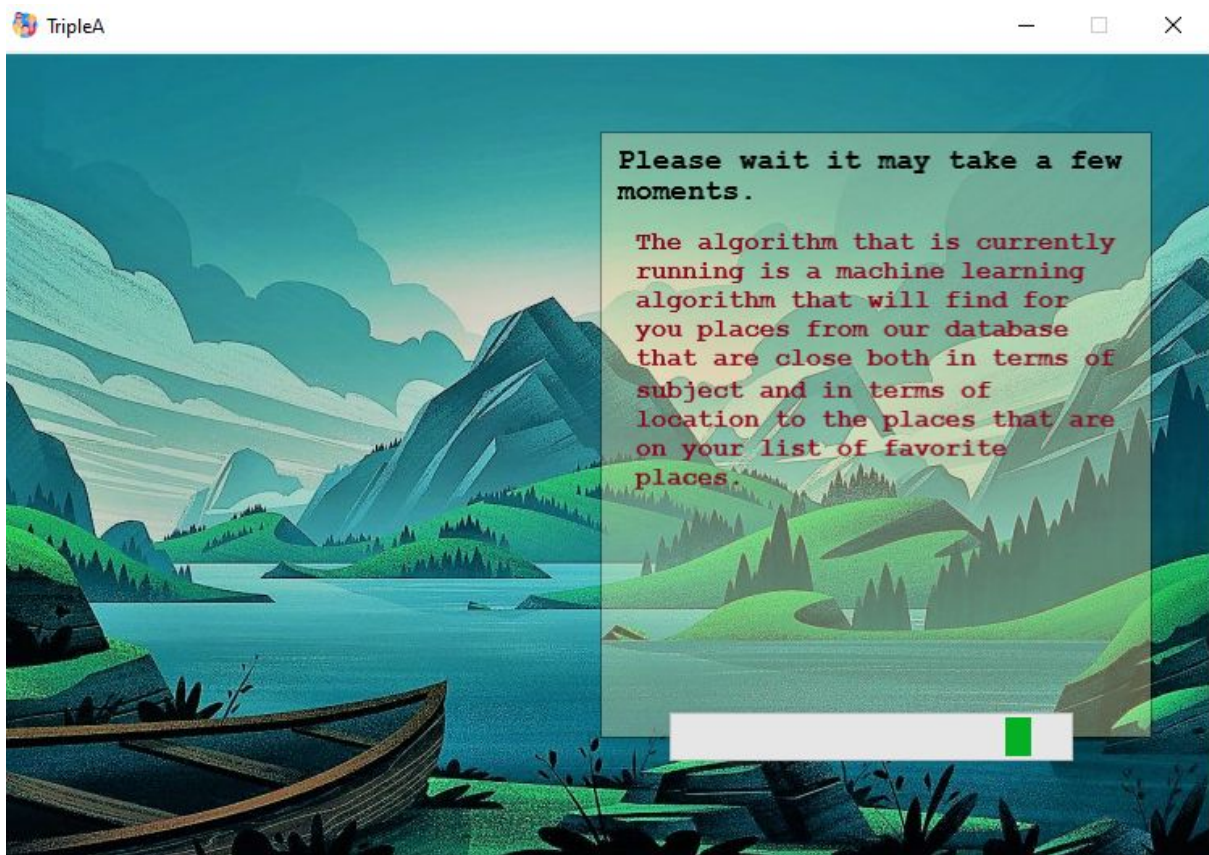 TripleA
Please wait it may take a few
moments.
The algorithm that is currently
running is a machine learning
algorithm that will find for
you places from our database
that are close both in terms of
subject and in terms of
location to the places that are
on your list of favorite
places.